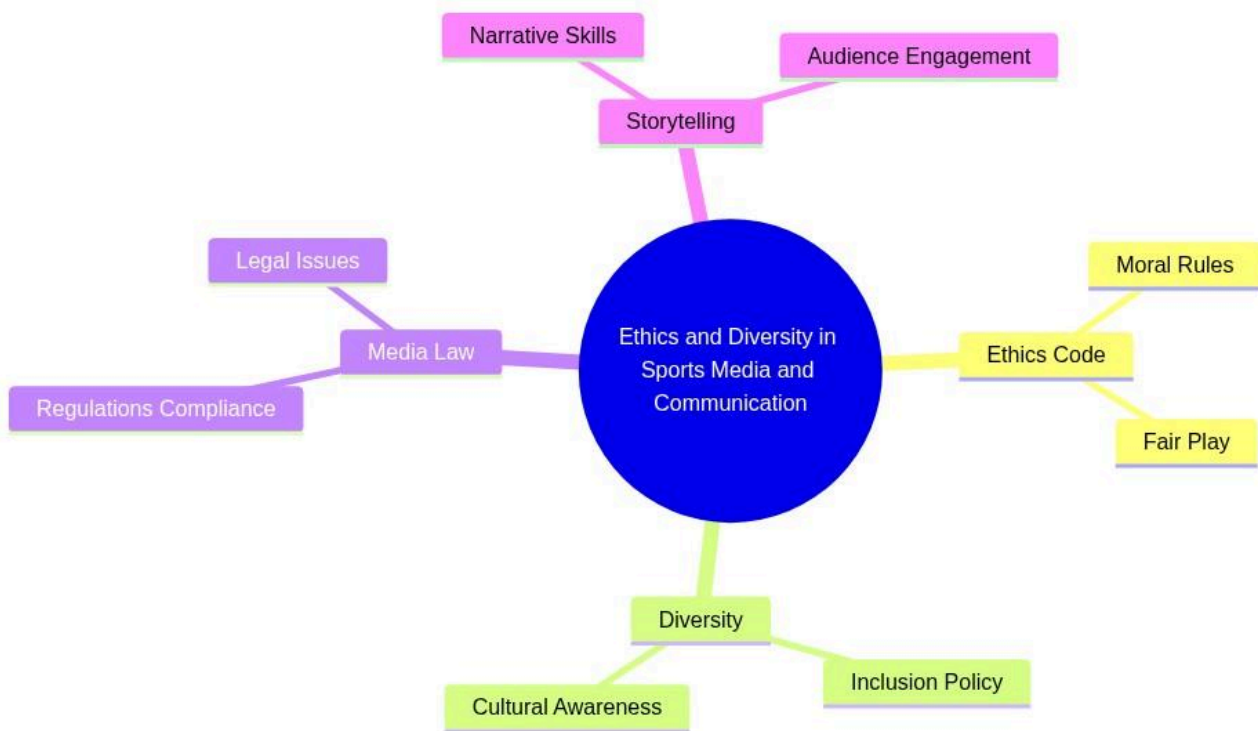 Narrative Skills
Audience Engagement
Storytelling
Legal Issues
Media Law
Regulations Compliance
Ethics and Diversity in
Sports Media and
Communication
Moral Rules
Ethics Code
Fair Play
Diversity
Inclusion Policy
Cultural Awareness